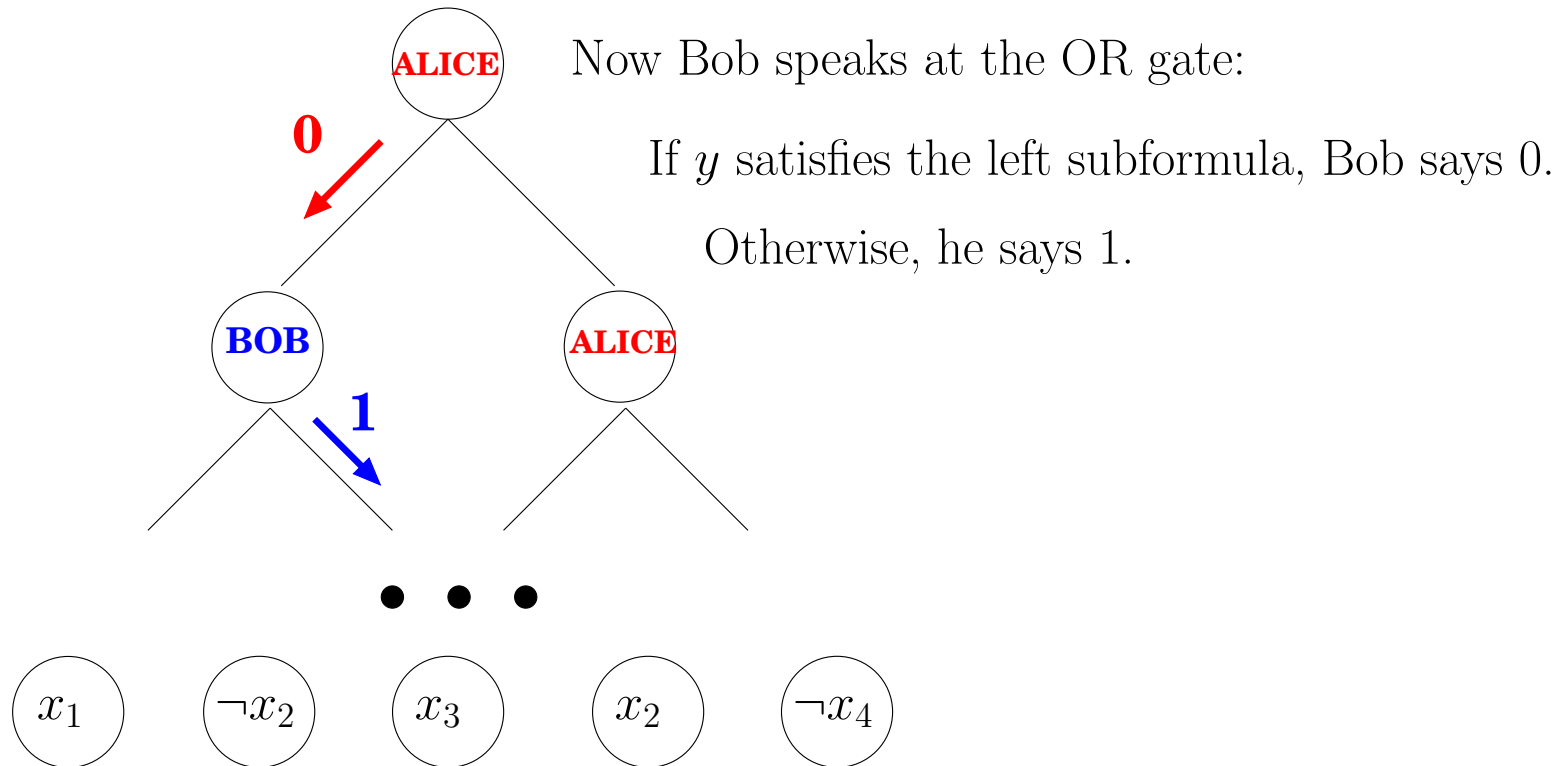 ALICE
Now Bob speaks at the OR gate:
0
If y satisfies the left subformula, Bob says 0.
Otherwise, he says 1.
BOB
ALICE
1
x₁
¬x₂
x₃
x₂
¬x₄